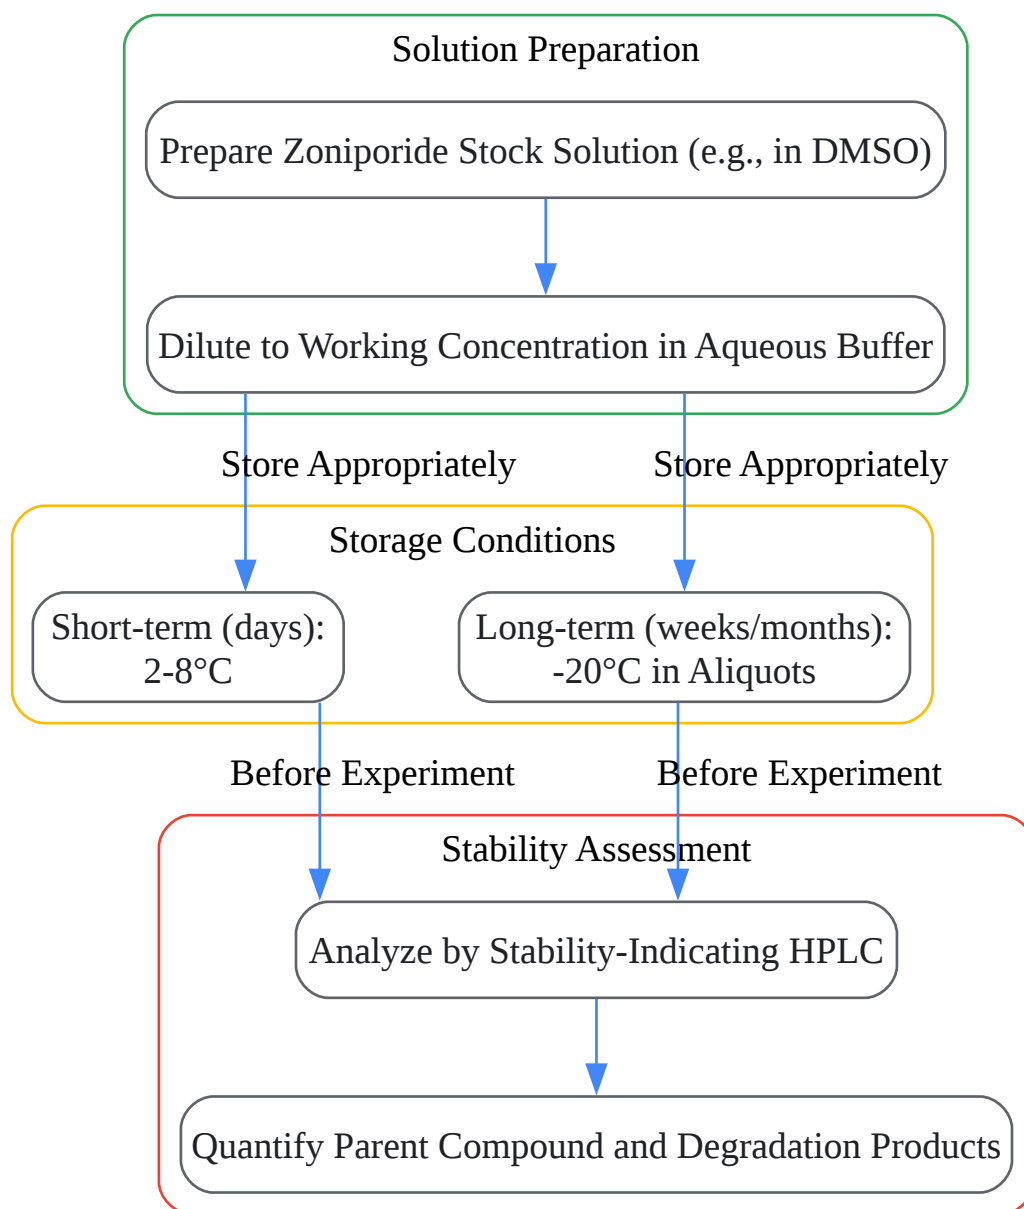 Solution Preparation
Prepare Zoniporide Stock Solution (e.g., in DMSO)
Dilute to Working Concentration in Aqueous Buffer
Store Appropriately
Store Appropriately
Storage Conditions
Short-term (days):
2-8°C
Long-term (weeks/months):
-20°C in Aliquots
Before Experiment
Before Experiment
Stability Assessment
Analyze by Stability-Indicating HPLC
Quantify Parent Compound and Degradation Products